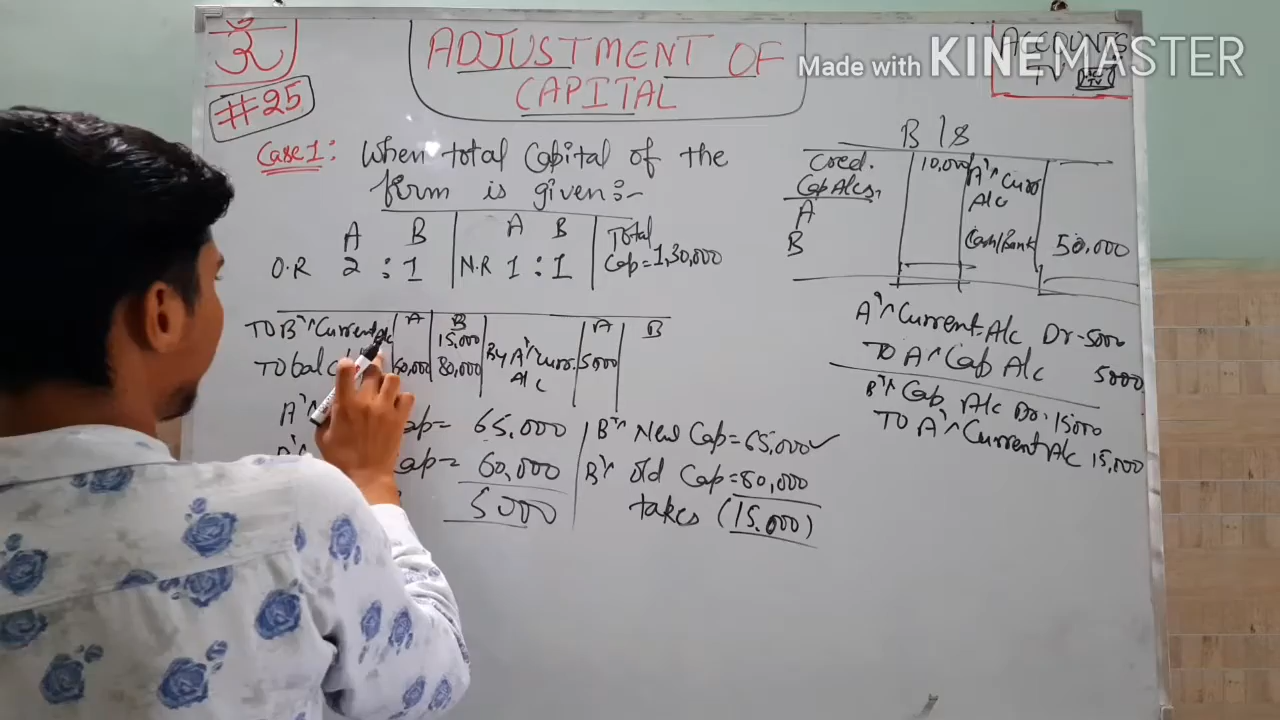 ॐ
#25
ADJUSTMENT OF
CAPITAL
ACCOUNTS
TV
Made with KINEMASTER
Case 1: When total Capital of the
firm is given:-
A B A B Total
O.R 2 : 1 N.R 1 : 1 Cap = 1,30,000
A B A B
TO B's Current A/c 15,000 By A's Curr. A/c 5000
TO bal 80,000
A's Cap = 65,000
Cap = 60,000
5000
B's New Cap = 65,000 ✓
B's old Cap = 80,000
takes (15,000)
B/S
Cred. 10,000 A's Curr A/c
Cap A/cs,
A
B Cash/Bank 50,000
A's Current A/c Dr- 5000
TO A's Cap A/c 5000
B's Cap A/c Dr. 15000
TO A's Current A/c 15,000